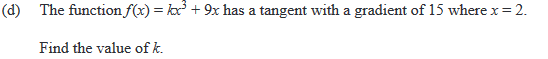 (d) The function f(x) = kx³ + 9x has a tangent with a gradient of 15 where x = 2.
Find the value of k.